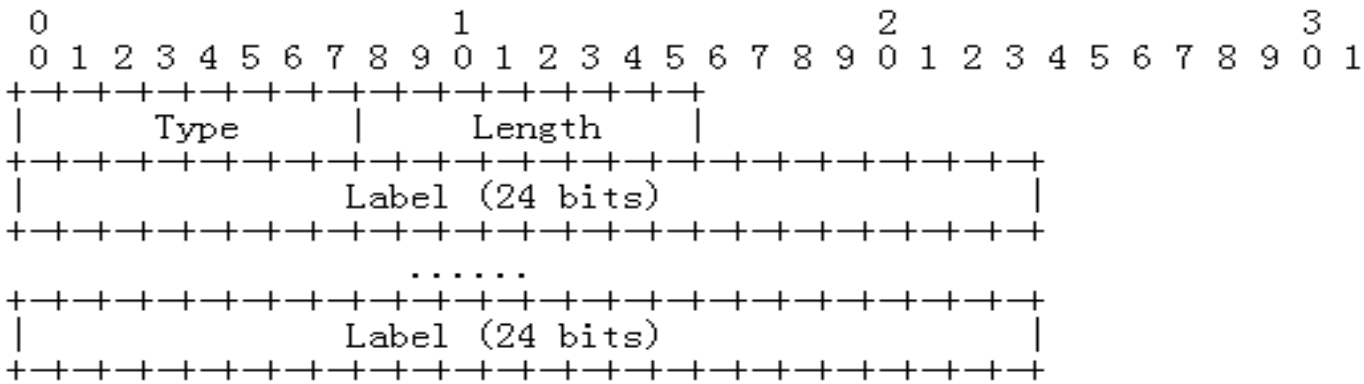 0                   1                   2                   3
 0 1 2 3 4 5 6 7 8 9 0 1 2 3 4 5 6 7 8 9 0 1 2 3 4 5 6 7 8 9 0 1
+-+-+-+-+-+-+-+-+-+-+-+-+-+-+-+-+
|      Type     |     Length    |
+-+-+-+-+-+-+-+-+-+-+-+-+-+-+-+-+-+-+-+-+-+-+-+-+
|               Label (24 bits)                 |
+-+-+-+-+-+-+-+-+-+-+-+-+-+-+-+-+-+-+-+-+-+-+-+-+
                   ......
+-+-+-+-+-+-+-+-+-+-+-+-+-+-+-+-+-+-+-+-+-+-+-+-+
|               Label (24 bits)                 |
+-+-+-+-+-+-+-+-+-+-+-+-+-+-+-+-+-+-+-+-+-+-+-+-+